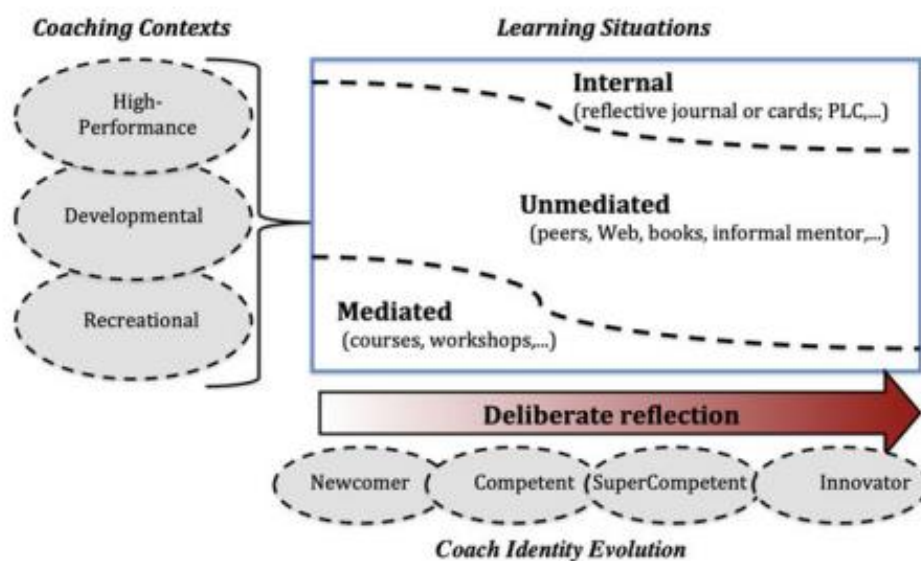 Coaching Contexts
Learning Situations
High-
Performance
Developmental
Recreational
Internal
(reflective journal or cards; PLC,...)
Unmediated
(peers, Web, books, informal mentor,...)
Mediated
(courses, workshops,...)
Deliberate reflection
Newcomer
Competent
SuperCompetent
Innovator
Coach Identity Evolution